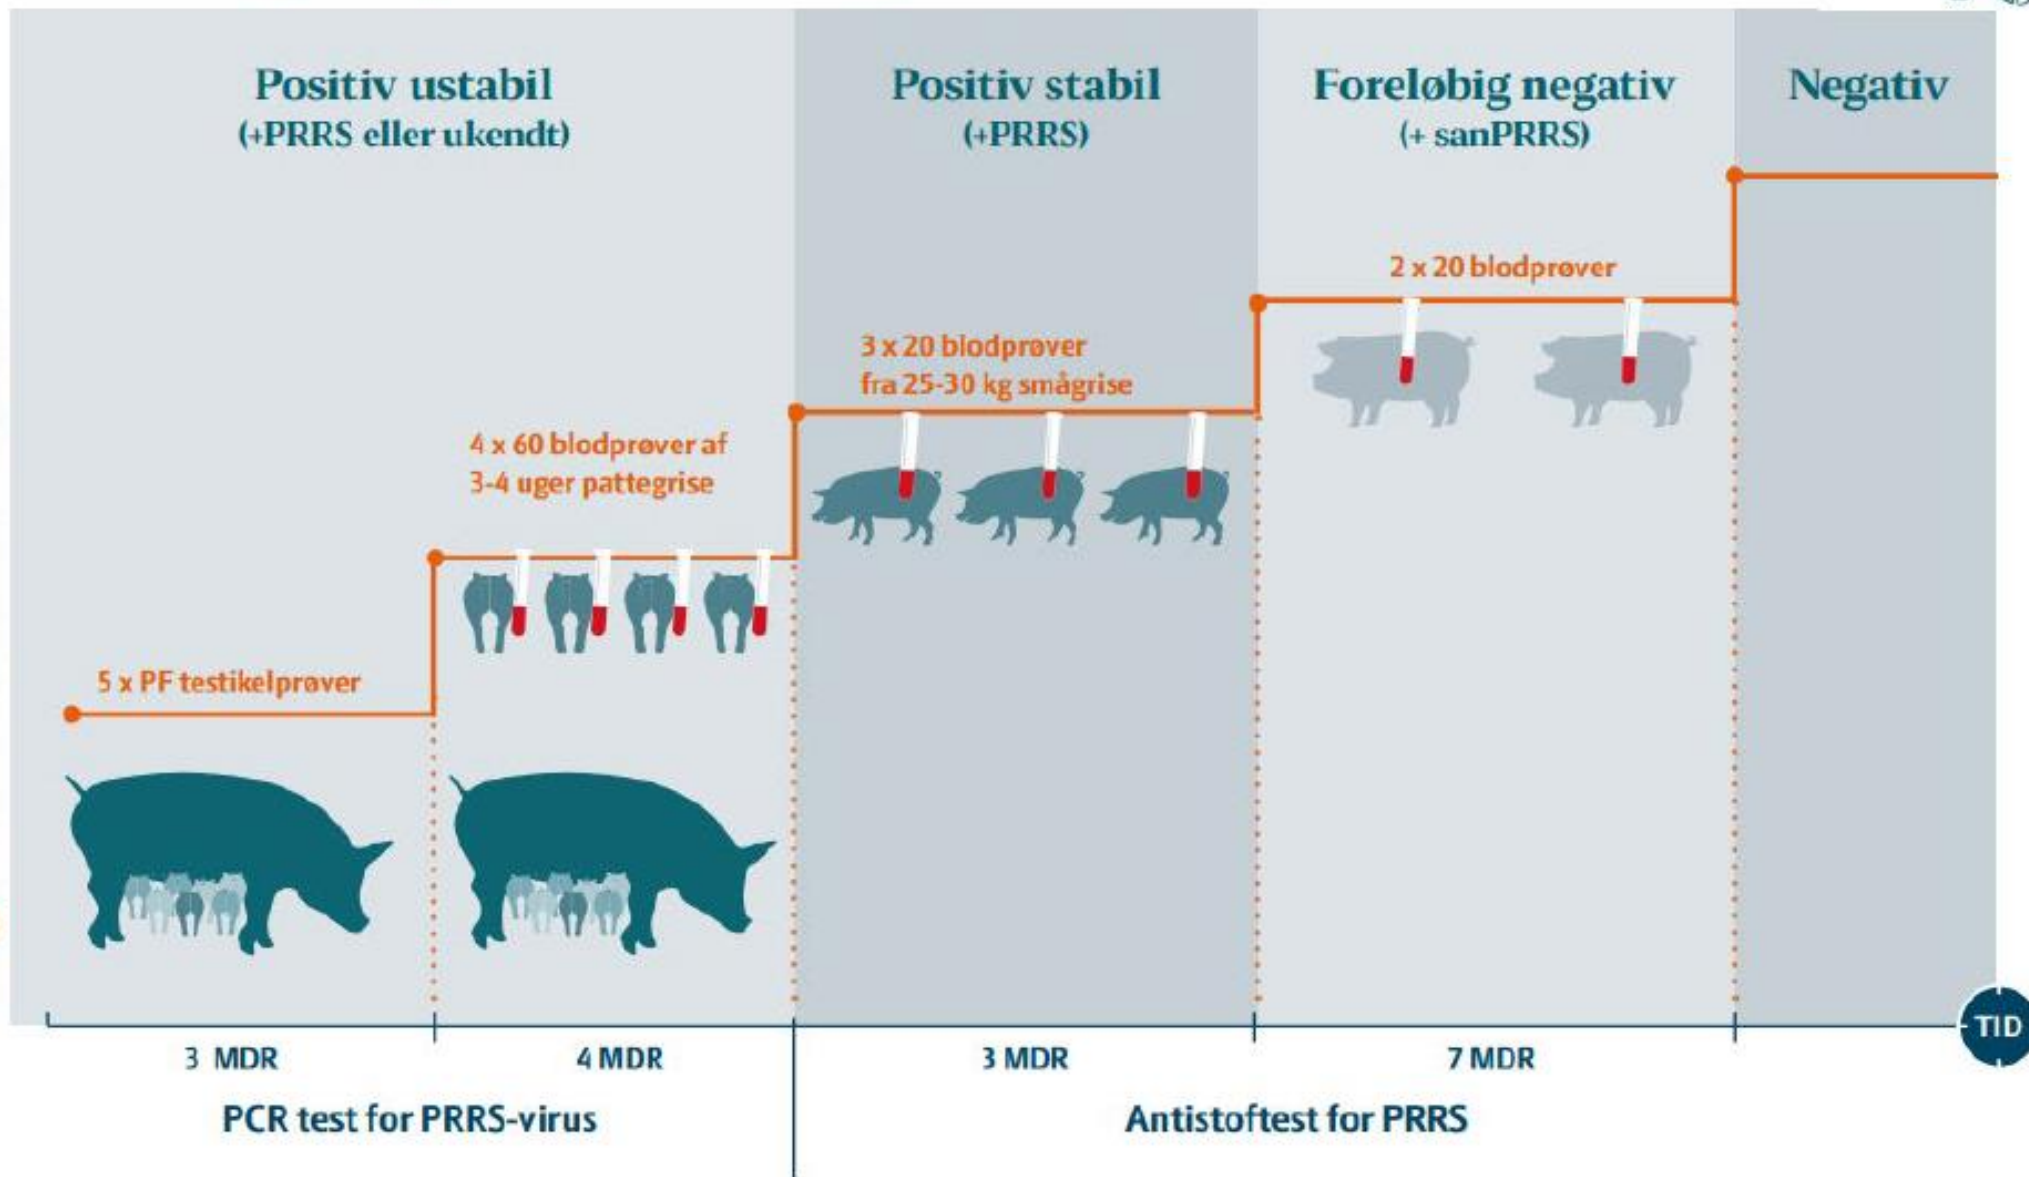 Positiv ustabil
(+PRRS eller ukendt)
Positiv stabil
(+PRRS)
Foreløbig negativ
(+ sanPRRS)
Negativ
5 x PF testikelprøver
4 x 60 blodprøver af
3-4 uger pattegrise
3 x 20 blodprøver
fra 25-30 kg smågrise
2 x 20 blodprøver
3 MDR
4 MDR
3 MDR
7 MDR
TID
PCR test for PRRS-virus
Antistoftest for PRRS